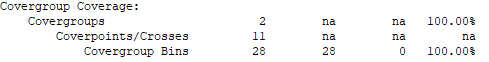 Covergroup Coverage:
    Covergroups                  2        na        na   100.00%
        Coverpoints/Crosses     11        na        na        na
            Covergroup Bins     28        28         0   100.00%